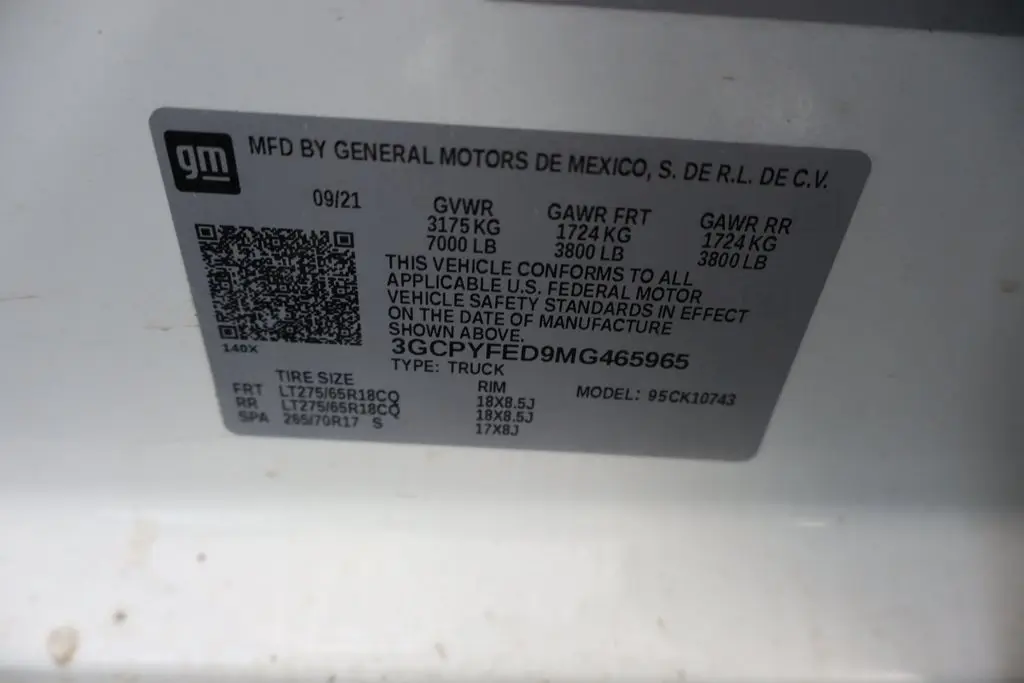 gm MFD BY GENERAL MOTORS DE MEXICO, S. DE R.L. DE C.V.
09/21 GVWR GAWR FRT GAWR RR
3175 KG 1724 KG 1724 KG
7000 LB 3800 LB 3800 LB
THIS VEHICLE CONFORMS TO ALL
APPLICABLE U.S. FEDERAL MOTOR
VEHICLE SAFETY STANDARDS IN EFFECT
ON THE DATE OF MANUFACTURE
SHOWN ABOVE.
140X 3GCPYFED9MG465965
TYPE: TRUCK
TIRE SIZE RIM MODEL: 95CK10743
FRT LT275/65R18CQ 18X8.5J
RR LT275/65R18CQ 18X8.5J
SPA 265/70R17 S 17X8J